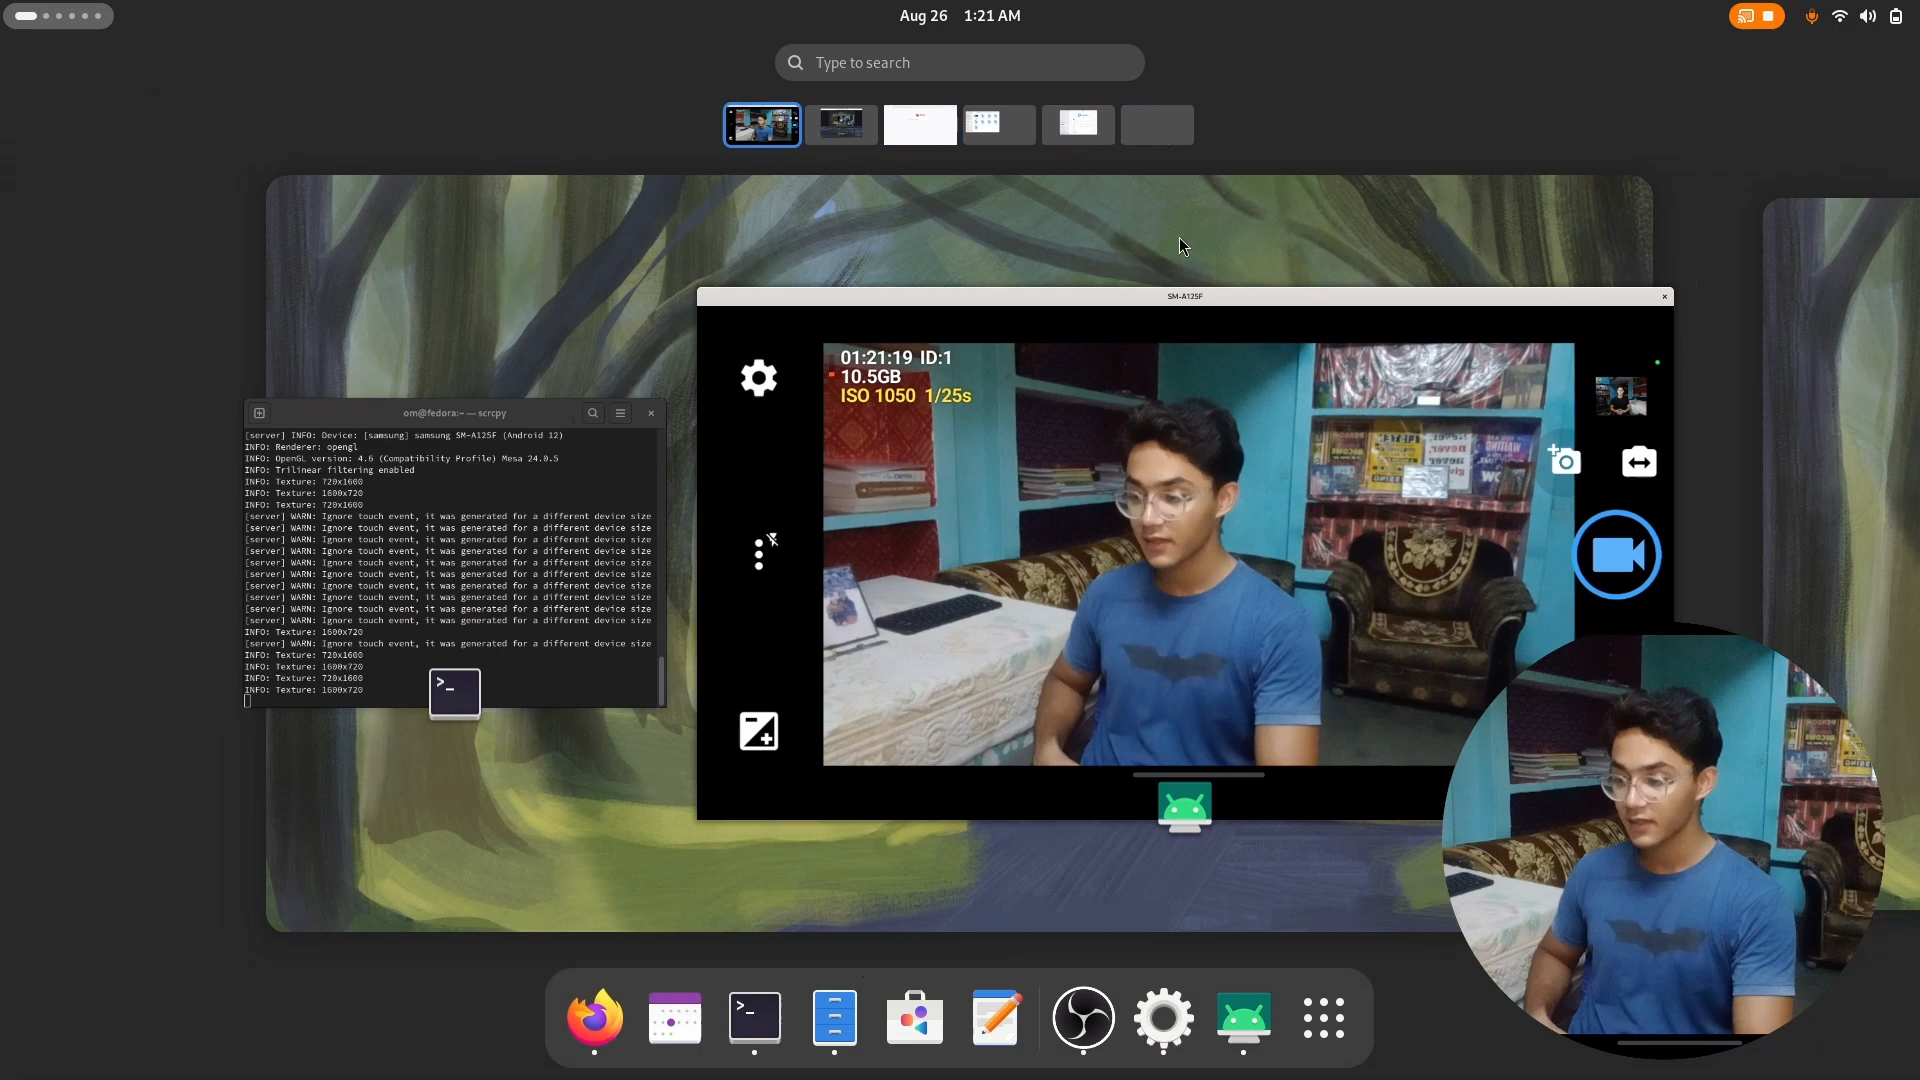 Aug 26 1:21 AM
Type to search
SM-A125F
01:21:19 ID:1
10.5GB
ISO 1050 1/25s
om@fedora:~ — scrcpy
[server] INFO: Device: [samsung] samsung SM-A125F (Android 12)
INFO: Renderer: opengl
INFO: OpenGL version: 4.6 (Compatibility Profile) Mesa 24.0.5
INFO: Trilinear filtering enabled
INFO: Texture: 720x1600
INFO: Texture: 1600x720
INFO: Texture: 720x1600
[server] WARN: Ignore touch event, it was generated for a different device size
[server] WARN: Ignore touch event, it was generated for a different device size
[server] WARN: Ignore touch event, it was generated for a different device size
[server] WARN: Ignore touch event, it was generated for a different device size
[server] WARN: Ignore touch event, it was generated for a different device size
[server] WARN: Ignore touch event, it was generated for a different device size
[server] WARN: Ignore touch event, it was generated for a different device size
[server] WARN: Ignore touch event, it was generated for a different device size
[server] WARN: Ignore touch event, it was generated for a different device size
[server] WARN: Ignore touch event, it was generated for a different device size
INFO: Texture: 1600x720
[server] WARN: Ignore touch event, it was generated for a different device size
INFO: Texture: 720x1600
INFO: Texture: 1600x720
INFO: Texture: 720x1600
INFO: Texture: 1600x720